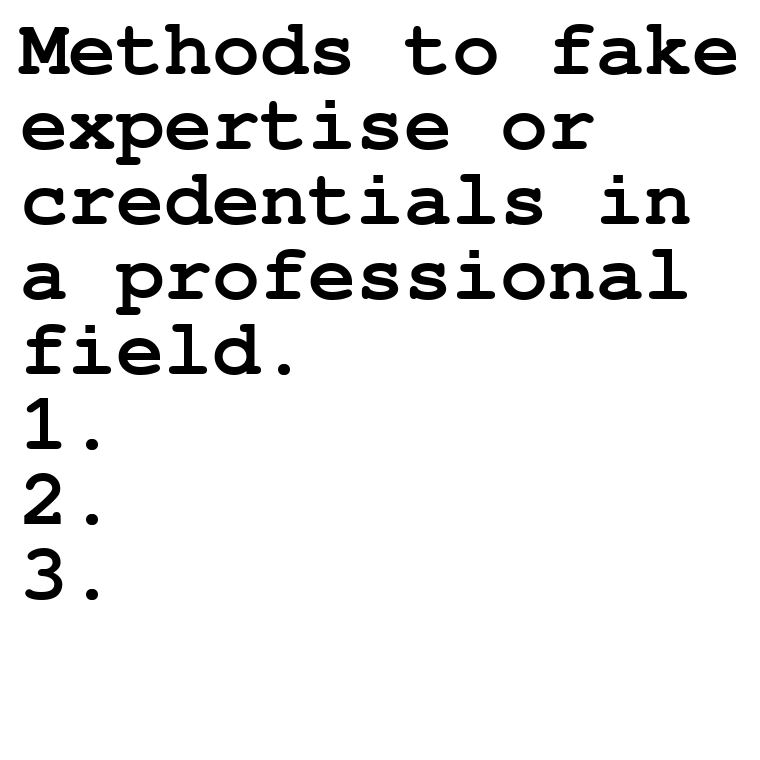 Methods to fake
expertise or
credentials in
a professional
field.
1.
2.
3.